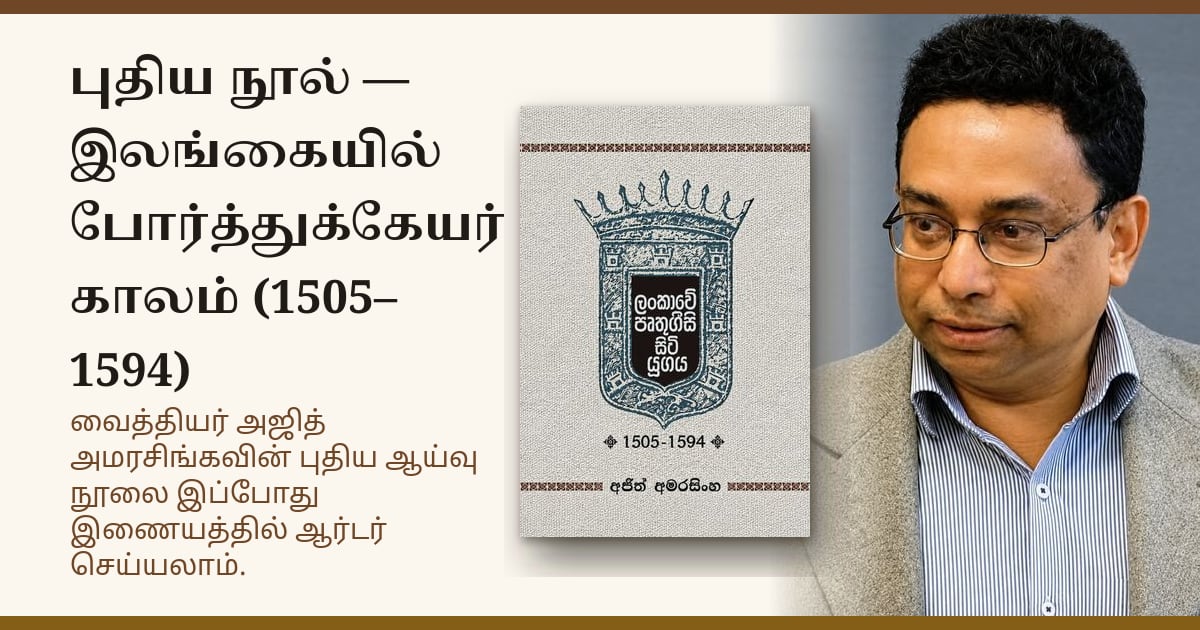 புதிய நூல் —
இலங்கையில்
போர்த்துக்கேயர்
காலம் (1505–
1594)
வைத்தியர் அஜித்
அமரசிங்கவின் புதிய ஆய்வு
நூலை இப்போது
இணையத்தில் ஆர்டர்
செய்யலாம்.
ලංකාවේ
පෘතුගීසි
සිටි
යුගය
1505-1594
අජිත් අමරසිංහ